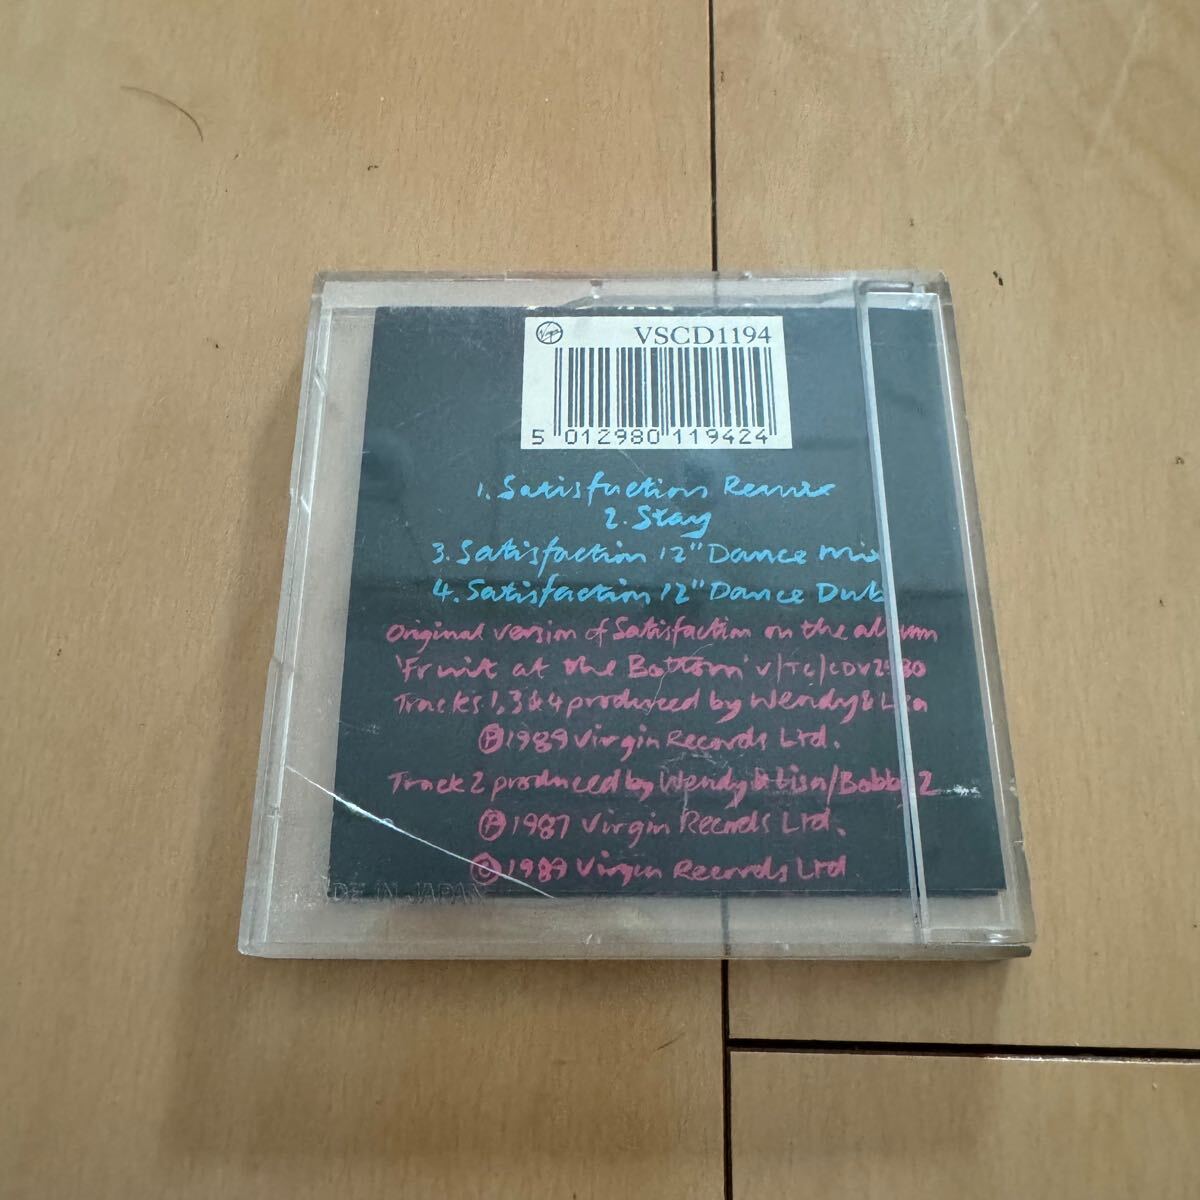 Virgin VSCD1194
5 012980 119424
1. Satisfaction Remix
2. Stay
3. Satisfaction 12" Dance Mix
4. Satisfaction 12" Dance Dub
Original version of Satisfaction on the album
'Fruit at the Bottom' V/TC/CDV2580
Tracks 1, 3 & 4 produced by Wendy & Lisa
Ⓟ 1989 Virgin Records Ltd.
Track 2 produced by Wendy & Lisa/Bobby Z
Ⓟ 1987 Virgin Records Ltd.
© 1989 Virgin Records Ltd
MADE IN JAPAN